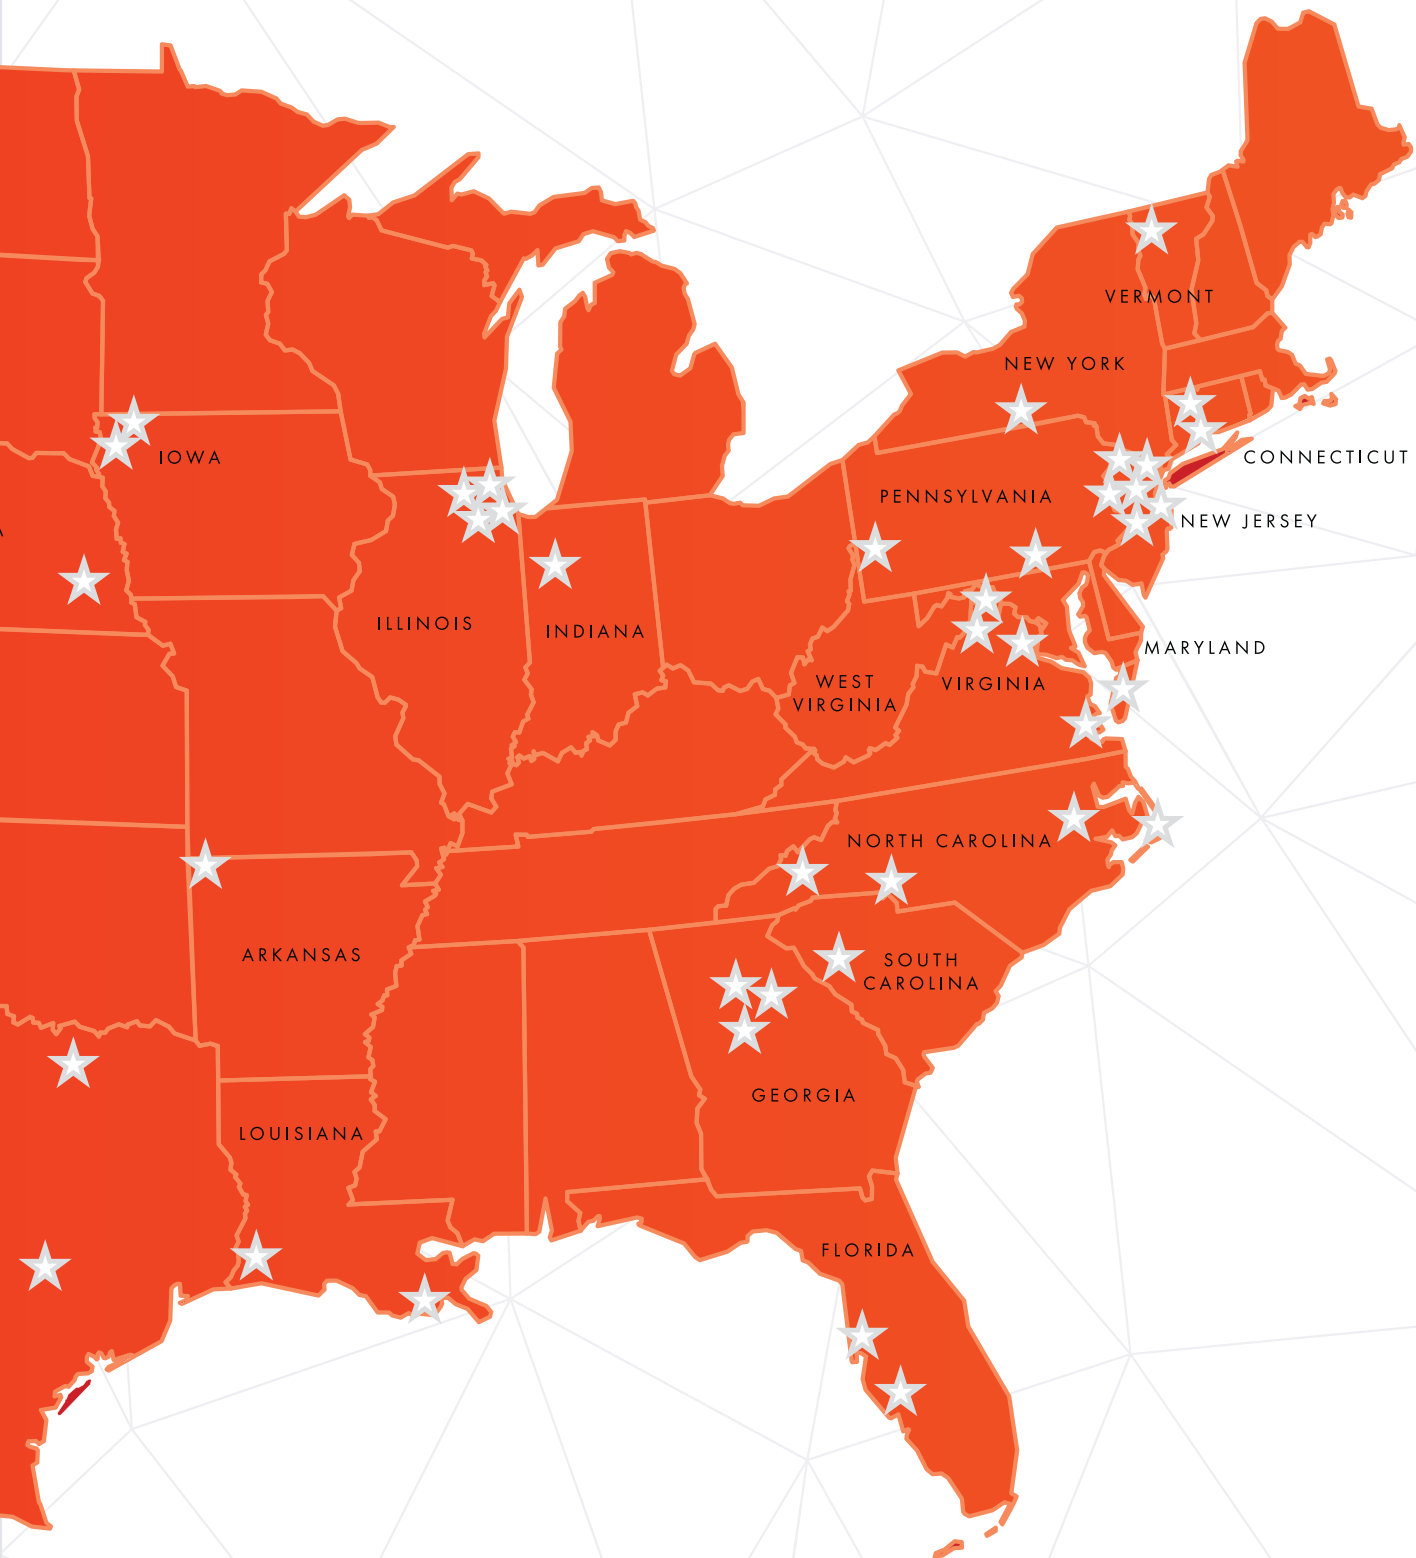 VERMONT
NEW YORK
IOWA
CONNECTICUT
PENNSYLVANIA
NEW JERSEY
A
ILLINOIS
INDIANA
MARYLAND
WEST
VIRGINIA
VIRGINIA
NORTH CAROLINA
ARKANSAS
SOUTH
CAROLINA
GEORGIA
LOUISIANA
FLORIDA